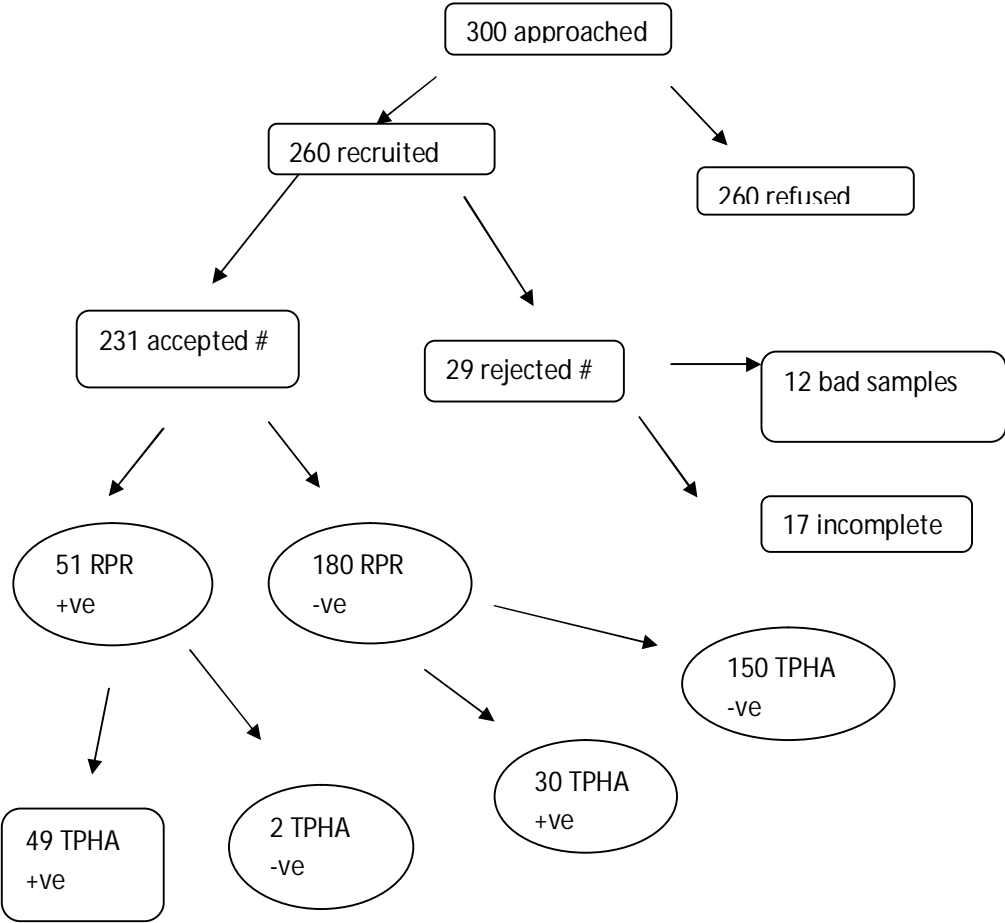 300 approached
260 recruited
260 refused
231 accepted #
29 rejected #
12 bad samples
17 incomplete
51 RPR
+ve
180 RPR
-ve
150 TPHA
-ve
30 TPHA
+ve
2 TPHA
-ve
49 TPHA
+ve